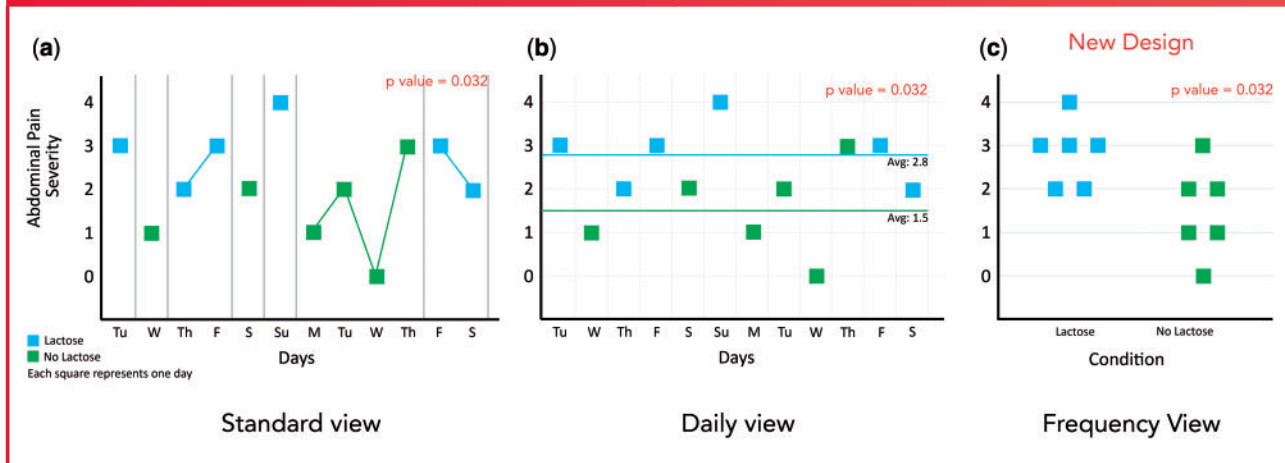 (a)
p value = 0.032
Abdominal Pain
Severity
4
3
2
1
0
Tu W Th F S Su M Tu W Th F S
Days
Lactose
No Lactose
Each square represents one day
Standard view
(b)
p value = 0.032
4
3
2
1
0
Avg: 2.8
Avg: 1.5
Tu W Th F S Su M Tu W Th F S
Days
Daily view
(c)
New Design
p value = 0.032
4
3
2
1
0
Lactose No Lactose
Condition
Frequency View